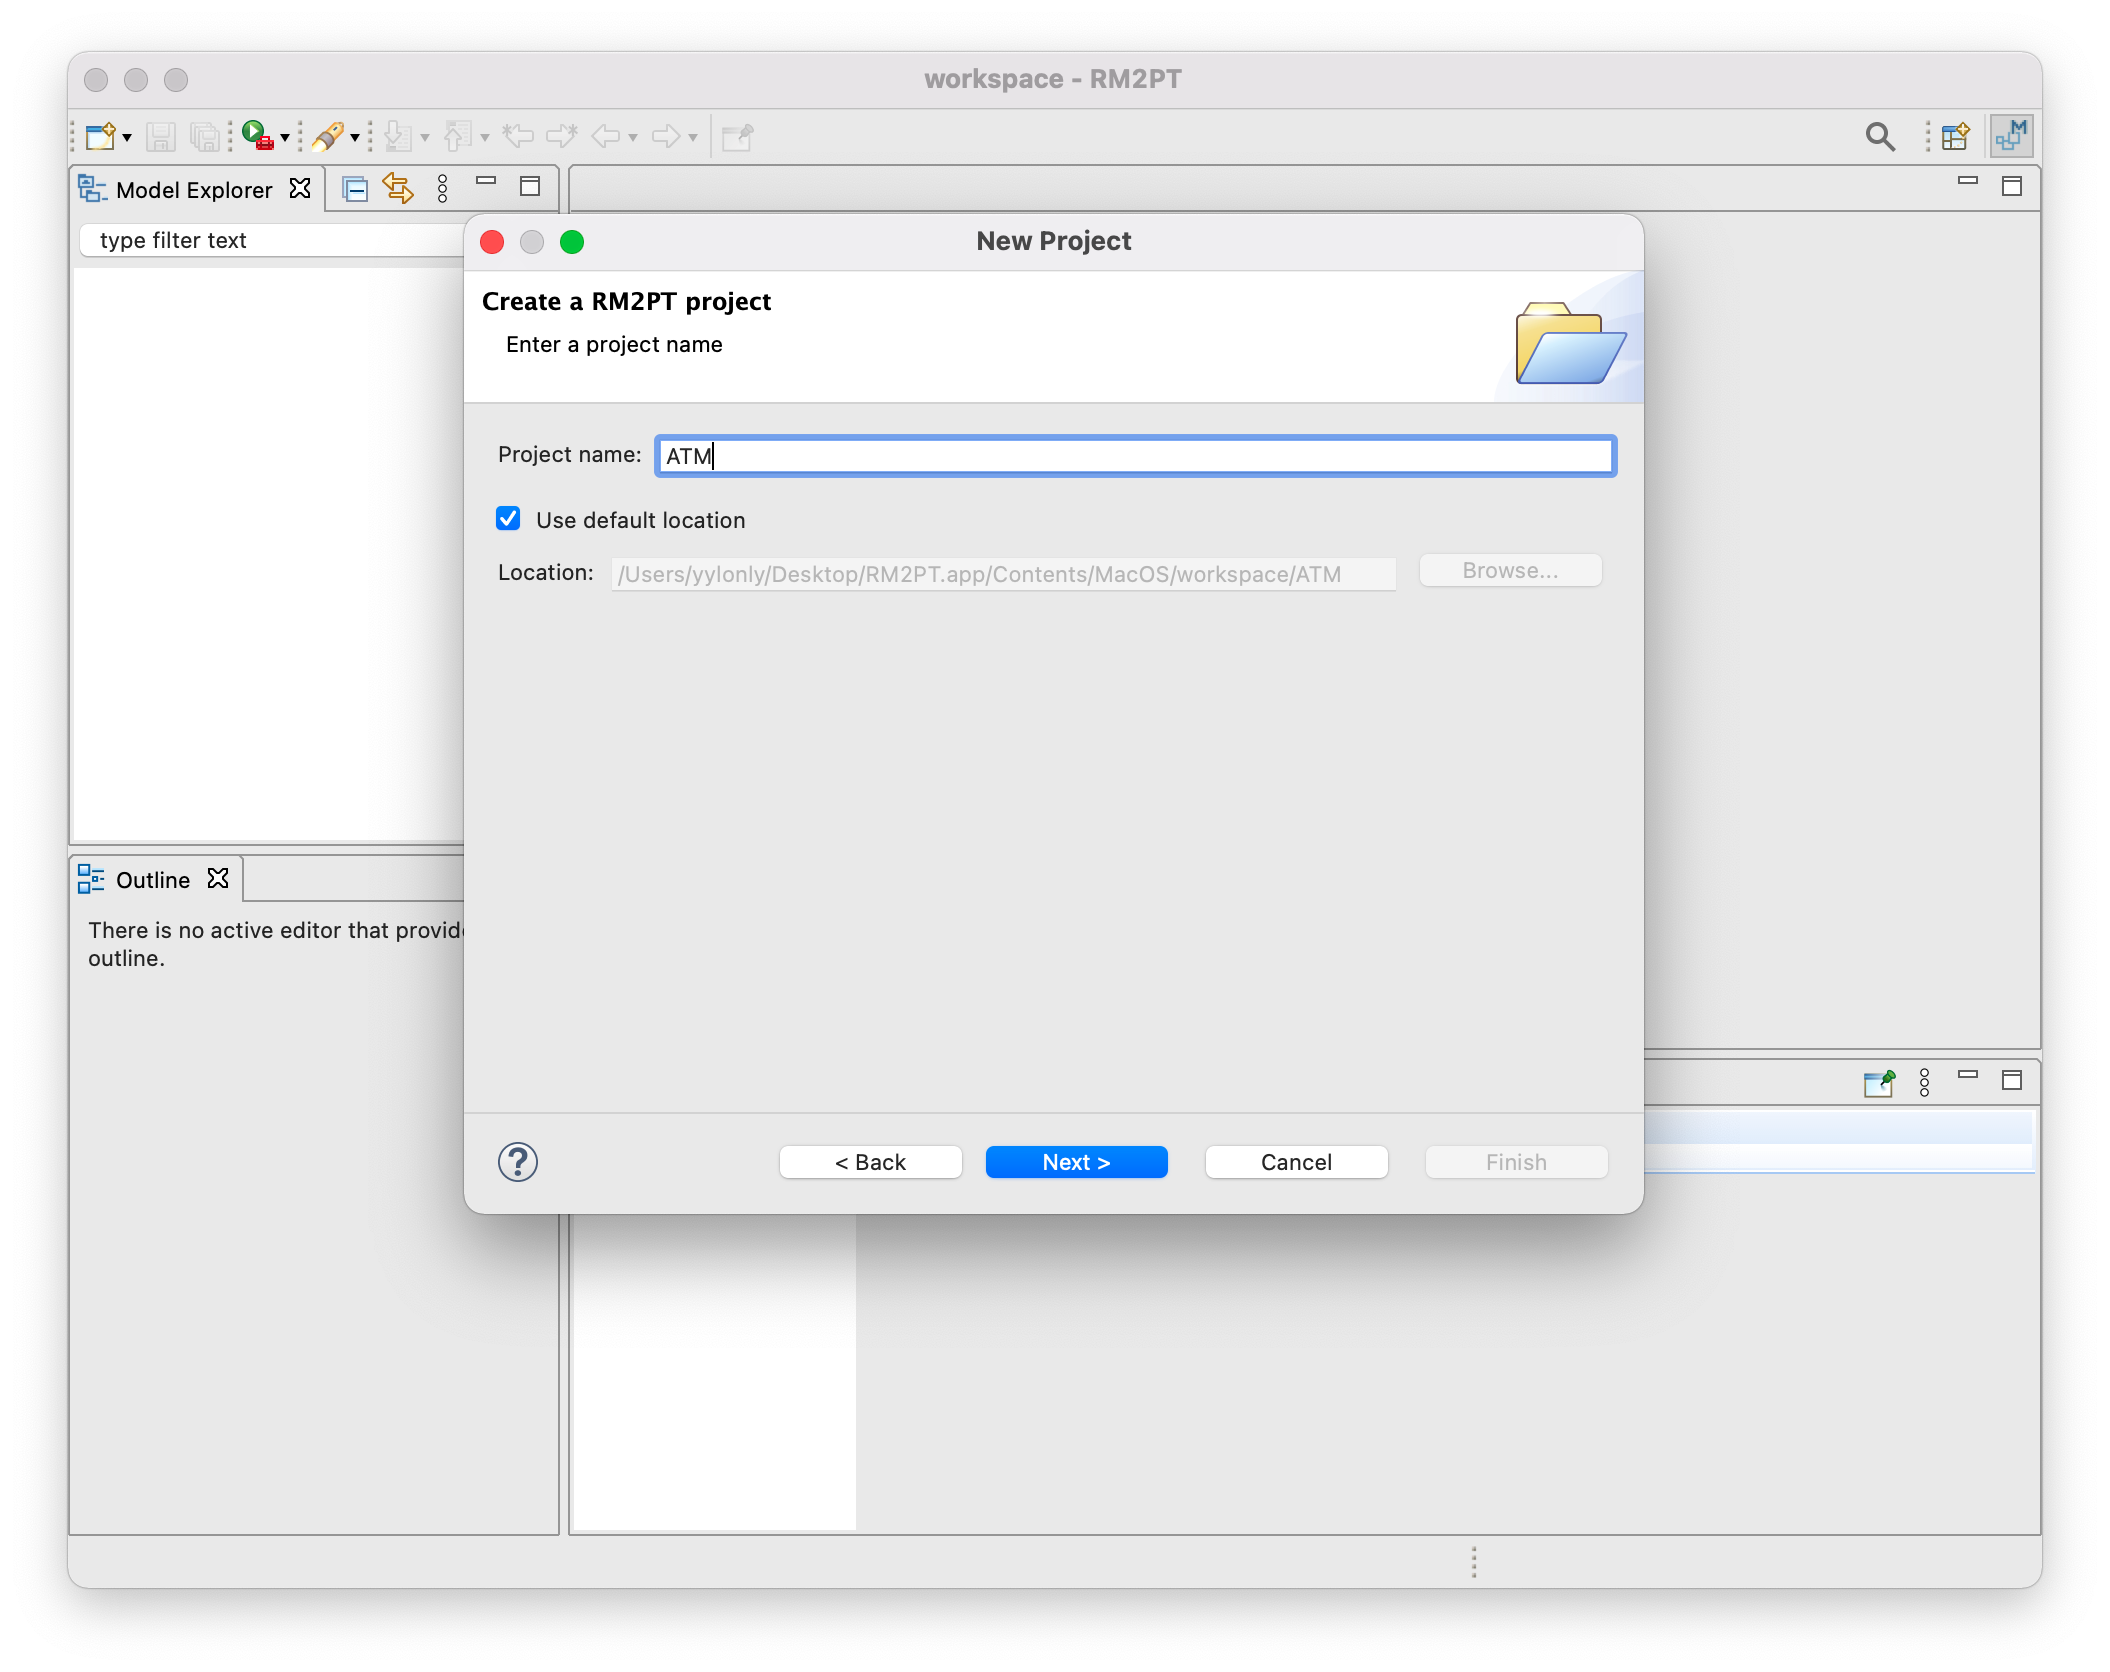 workspace - RM2PT
Model Explorer
type filter text
New Project
Create a RM2PT project
Enter a project name
Project name: ATM
Use default location
Location: /Users/yylonly/Desktop/RM2PT.app/Contents/MacOS/workspace/ATM Browse...
Outline
There is no active editor that provide
outline.
? < Back Next > Cancel Finish